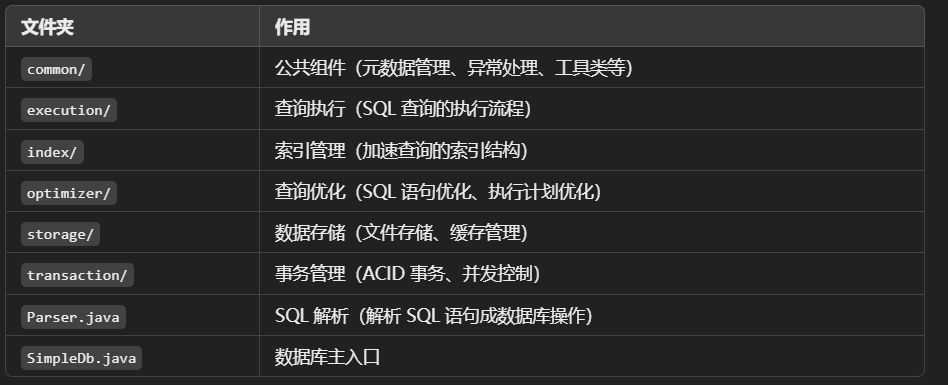 文件夹 作用
common/ 公共组件（元数据管理、异常处理、工具类等）
execution/ 查询执行（SQL 查询的执行流程）
index/ 索引管理（加速查询的索引结构）
optimizer/ 查询优化（SQL 语句优化、执行计划优化）
storage/ 数据存储（文件存储、缓存管理）
transaction/ 事务管理（ACID 事务、并发控制）
Parser.java SQL 解析（解析 SQL 语句成数据库操作）
SimpleDb.java 数据库主入口